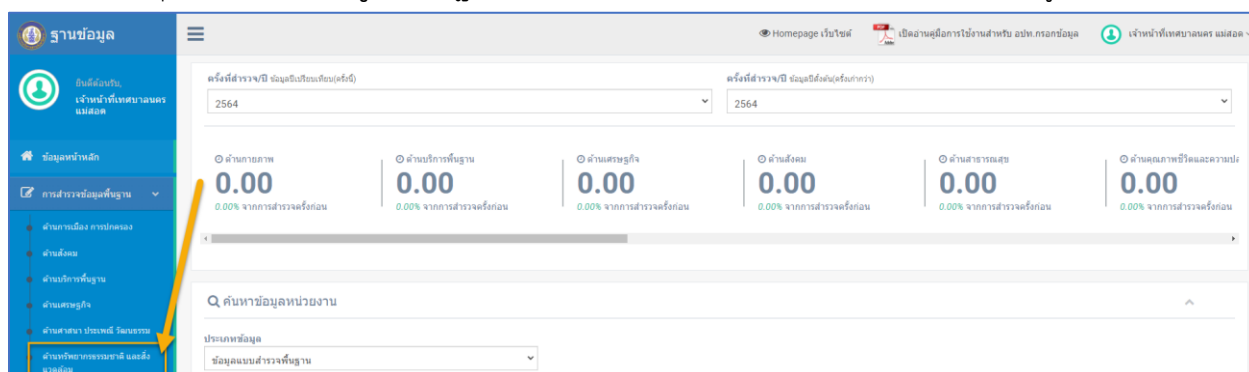 ฐานข้อมูล
Homepage เว็บไซต์
เปิดอ่านคู่มือการใช้งานสำหรับ อปท.กรอกข้อมูล
เจ้าหน้าที่เทศบาลนคร แม่สอด
ยินดีต้อนรับ,
เจ้าหน้าที่เทศบาลนคร
แม่สอด
ครั้งที่สำรวจ/ปี ข้อมูลปีเปรียบเทียบ(ครั้งนี้)
ครั้งที่สำรวจ/ปี ข้อมูลปีตั้งต้น(ครั้งเก่ากว่า)
2564
2564
ข้อมูลหน้าหลัก
การสำรวจข้อมูลพื้นฐาน
ด้านการเมือง การปกครอง
ด้านสังคม
ด้านบริการพื้นฐาน
ด้านเศรษฐกิจ
ด้านศาสนา ประเพณี วัฒนธรรม
ด้านทรัพยากรธรรมชาติ และสิ่ง
แวดล้อม
ด้านกายภาพ
0.00
0.00% จากการสำรวจครั้งก่อน
ด้านบริการพื้นฐาน
0.00
0.00% จากการสำรวจครั้งก่อน
ด้านเศรษฐกิจ
0.00
0.00% จากการสำรวจครั้งก่อน
ด้านสังคม
0.00
0.00% จากการสำรวจครั้งก่อน
ด้านสาธารณสุข
0.00
0.00% จากการสำรวจครั้งก่อน
ด้านคุณภาพชีวิตและความปล
0.00
0.00% จากการสำรวจครั้งก่อน
ค้นหาข้อมูลหน่วยงาน
ประเภทข้อมูล
ข้อมูลแบบสำรวจพื้นฐาน